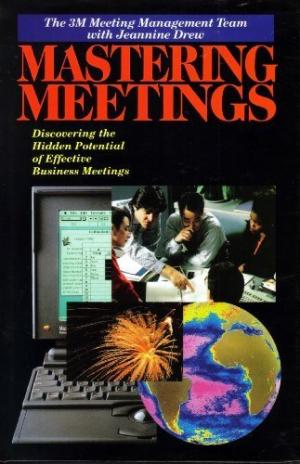 The 3M Meeting Management Team
with Jeannine Drew
MASTERING
MEETINGS
Discovering the
Hidden Potential
of Effective
Business Meetings